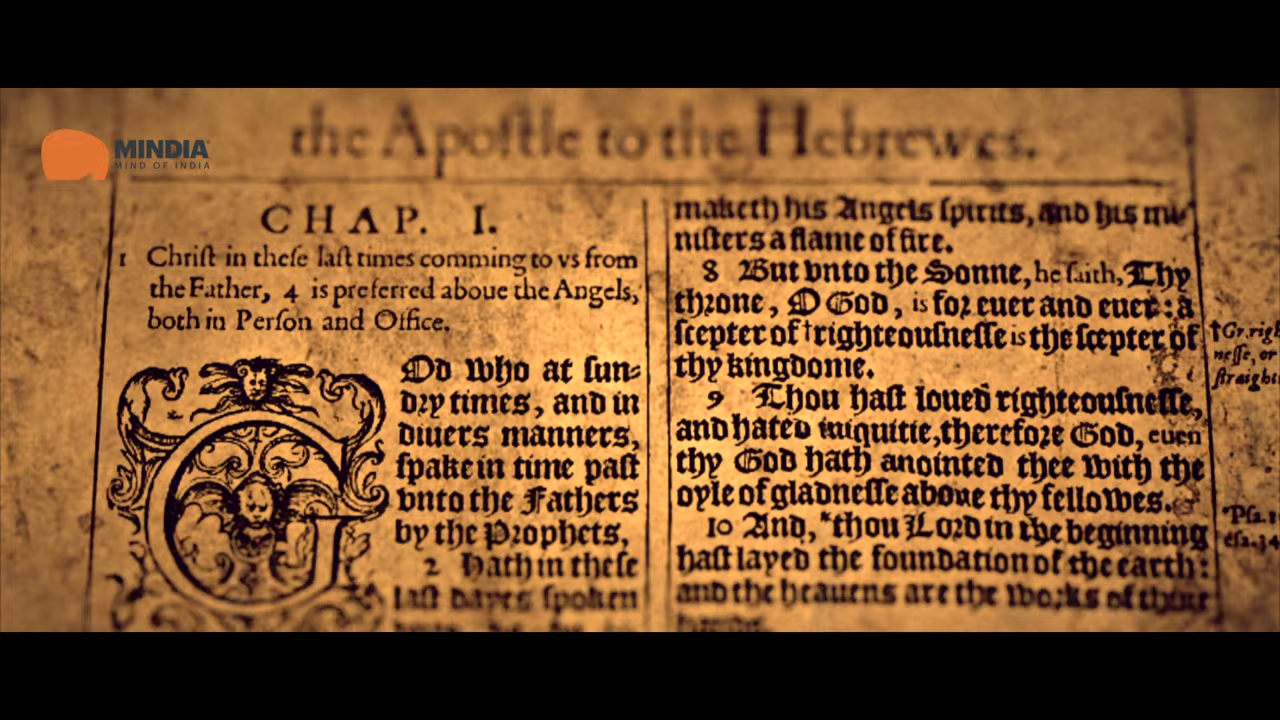 MINDIA
MIND OF INDIA
the Apoſtle to the Hebrewes.
CHAP. I.
1 Chriſt in theſe laſt times comming to vs from
the Father, 4 is preferred aboue the Angels,
both in Perſon and Office.
GOd who at ſun-
dry times, and in
diuers manners,
ſpake in time paſt
vnto the Fathers
by the Prophets,
2 Hath in theſe
laſt dayes ſpoken
maketh his Angels ſpirits, and his mi-
niſters a flame of fire.
8 But vnto the Sonne, he ſaith, Thy
throne, O God, is for euer and euer: a
ſcepter of †righteouſneſſe is the ſcepter of
thy kingdome.
9 Thou haſt loued righteouſneſſe,
and hated iniquitie, therefore God, euen
thy God hath anointed thee with the
oyle of gladneſſe aboue thy fellowes.
10 And, *thou Lord in the beginning
haſt layed the foundation of the earth:
and the heauens are the works of thine
hands.
†Gr. rig
neſſe, or
ſtraight
*Pſa.1